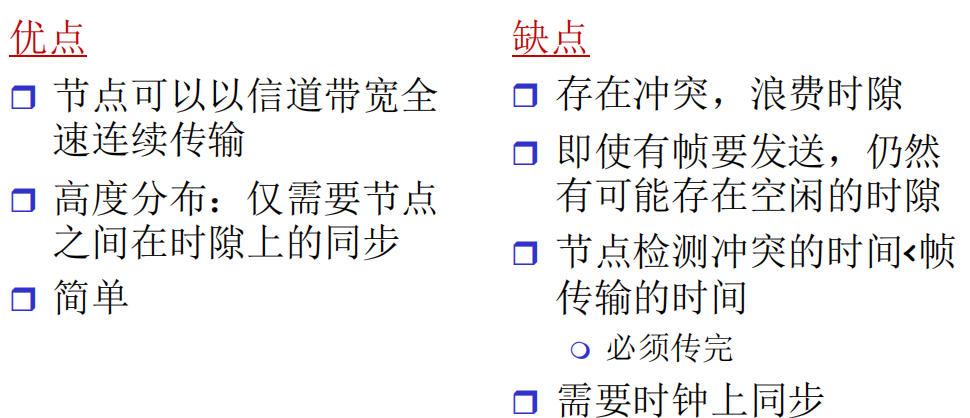 优点
节点可以以信道带宽全
速连续传输
高度分布：仅需要节点
之间在时隙上的同步
简单
缺点
存在冲突，浪费时隙
即使有帧要发送，仍然
有可能存在空闲的时隙
节点检测冲突的时间<帧
传输的时间
必须传完
需要时钟上同步